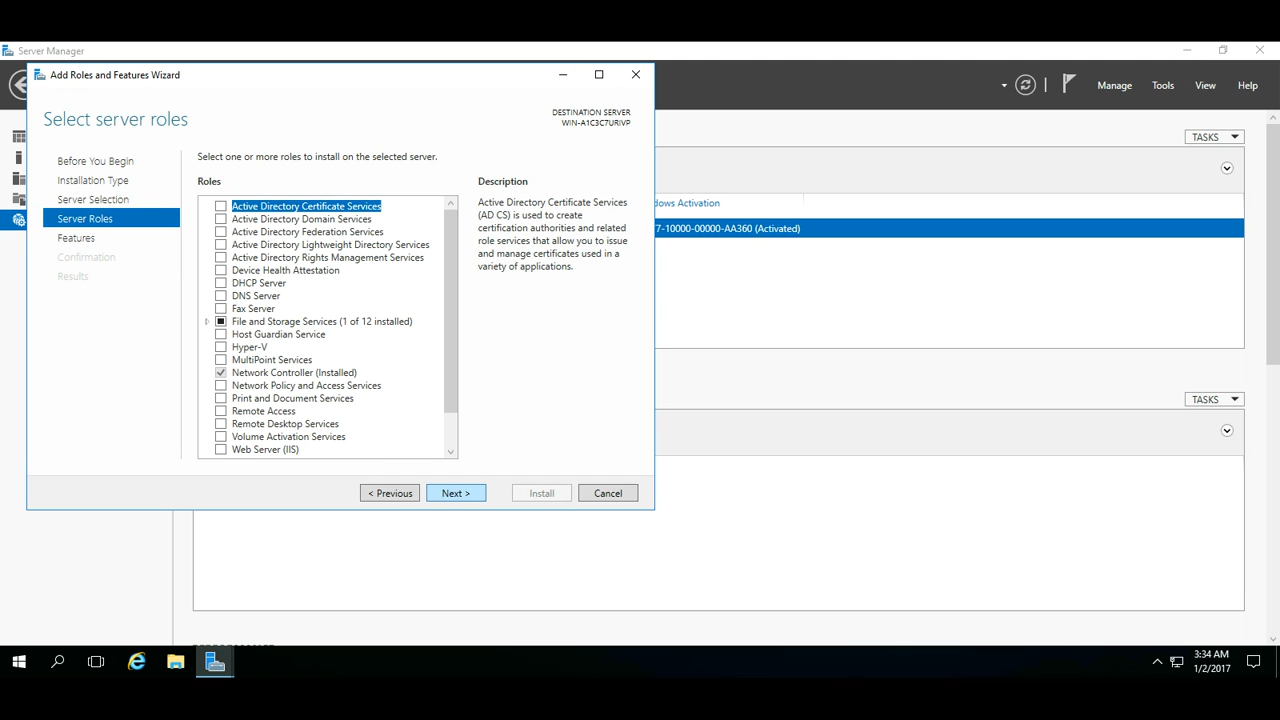 Server Manager
Add Roles and Features Wizard
Manage
Tools
View
Help
Select server roles
DESTINATION SERVER
WIN-A1C3C7URIVP
Before You Begin
Installation Type
Server Selection
Server Roles
Features
Confirmation
Results
Select one or more roles to install on the selected server.
Roles
Active Directory Certificate Services
Active Directory Domain Services
Active Directory Federation Services
Active Directory Lightweight Directory Services
Active Directory Rights Management Services
Device Health Attestation
DHCP Server
DNS Server
Fax Server
File and Storage Services (1 of 12 installed)
Host Guardian Service
Hyper-V
MultiPoint Services
Network Controller (Installed)
Network Policy and Access Services
Print and Document Services
Remote Access
Remote Desktop Services
Volume Activation Services
Web Server (IIS)
Description
Active Directory Certificate Services
(AD CS) is used to create
certification authorities and related
role services that allow you to issue
and manage certificates used in a
variety of applications.
< Previous
Next >
Install
Cancel
TASKS
dows Activation
7-10000-00000-AA360 (Activated)
TASKS
3:34 AM
1/2/2017